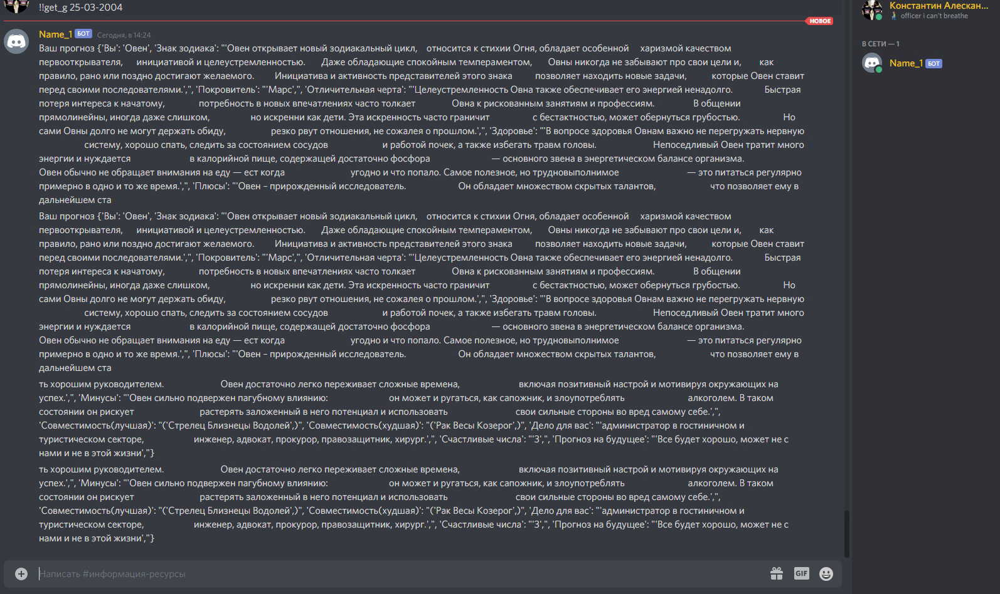 !!get_g 25-03-2004
НОВОЕ
Name_1 БОТ Сегодня, в 14:24
Ваш прогноз {'Вы': 'Овен', 'Знак зодиака': "'Овен открывает новый зодиакальный цикл, относится к стихии Огня, обладает особенной харизмой качеством
первооткрывателя, инициативой и целеустремленностью. Даже обладающие спокойным темпераментом, Овны никогда не забывают про свои цели и, как
правило, рано или поздно достигают желаемого. Инициатива и активность представителей этого знака позволяет находить новые задачи, которые Овен ставит
перед своими последователями.',", 'Покровитель': "'Марс',", 'Отличительная черта': "'Целеустремленность Овна также обеспечивает его энергией ненадолго. Быстрая
потеря интереса к начатому, потребность в новых впечатлениях часто толкает Овна к рискованным занятиям и профессиям. В общении
прямолинейны, иногда даже слишком, но искренни как дети. Эта искренность часто граничит с бестактностью, может обернуться грубостью. Но
сами Овны долго не могут держать обиду, резко рвут отношения, не сожалея о прошлом.',", 'Здоровье': "'В вопросе здоровья Овнам важно не перегружать нервную
систему, хорошо спать, следить за состоянием сосудов и работой почек, а также избегать травм головы. Непоседливый Овен тратит много
энергии и нуждается в калорийной пище, содержащей достаточно фосфора — основного звена в энергетическом балансе организма.
Овен обычно не обращает внимания на еду — ест когда угодно и что попало. Самое полезное, но трудновыполнимое — это питаться регулярно
примерно в одно и то же время.',", 'Плюсы': "'Овен – прирожденный исследователь. Он обладает множеством скрытых талантов, что позволяет ему в
дальнейшем ста
Ваш прогноз {'Вы': 'Овен', 'Знак зодиака': "'Овен открывает новый зодиакальный цикл, относится к стихии Огня, обладает особенной харизмой качеством
первооткрывателя, инициативой и целеустремленностью. Даже обладающие спокойным темпераментом, Овны никогда не забывают про свои цели и, как
правило, рано или поздно достигают желаемого. Инициатива и активность представителей этого знака позволяет находить новые задачи, которые Овен ставит
перед своими последователями.',", 'Покровитель': "'Марс',", 'Отличительная черта': "'Целеустремленность Овна также обеспечивает его энергией ненадолго. Быстрая
потеря интереса к начатому, потребность в новых впечатлениях часто толкает Овна к рискованным занятиям и профессиям. В общении
прямолинейны, иногда даже слишком, но искренни как дети. Эта искренность часто граничит с бестактностью, может обернуться грубостью. Но
сами Овны долго не могут держать обиду, резко рвут отношения, не сожалея о прошлом.',", 'Здоровье': "'В вопросе здоровья Овнам важно не перегружать нервную
систему, хорошо спать, следить за состоянием сосудов и работой почек, а также избегать травм головы. Непоседливый Овен тратит много
энергии и нуждается в калорийной пище, содержащей достаточно фосфора — основного звена в энергетическом балансе организма.
Овен обычно не обращает внимания на еду — ест когда угодно и что попало. Самое полезное, но трудновыполнимое — это питаться регулярно
примерно в одно и то же время.',", 'Плюсы': "'Овен – прирожденный исследователь. Он обладает множеством скрытых талантов, что позволяет ему в
дальнейшем ста
ть хорошим руководителем. Овен достаточно легко переживает сложные времена, включая позитивный настрой и мотивируя окружающих на
успех.',", 'Минусы': "'Овен сильно подвержен пагубному влиянию: он может и ругаться, как сапожник, и злоупотреблять алкоголем. В таком
состоянии он рискует растерять заложенный в него потенциал и использовать свои сильные стороны во вред самому себе.',",
'Совместимость(лучшая)': "('Стрелец Близнецы Водолей',)", 'Совместимость(худшая)': "('Рак Весы Козерог',)", 'Дело для вас': "'администратор в гостиничном и
туристическом секторе, инженер, адвокат, прокурор, правозащитник, хирург.',", 'Счастливые числа': "'3',", 'Прогноз на будущее': "'Все будет хорошо, может не с
нами и не в этой жизни',"}
ть хорошим руководителем. Овен достаточно легко переживает сложные времена, включая позитивный настрой и мотивируя окружающих на
успех.',", 'Минусы': "'Овен сильно подвержен пагубному влиянию: он может и ругаться, как сапожник, и злоупотреблять алкоголем. В таком
состоянии он рискует растерять заложенный в него потенциал и использовать свои сильные стороны во вред самому себе.',",
'Совместимость(лучшая)': "('Стрелец Близнецы Водолей',)", 'Совместимость(худшая)': "('Рак Весы Козерог',)", 'Дело для вас': "'администратор в гостиничном и
туристическом секторе, инженер, адвокат, прокурор, правозащитник, хирург.',", 'Счастливые числа': "'3',", 'Прогноз на будущее': "'Все будет хорошо, может не с
нами и не в этой жизни',"}
Написать #информация-ресурсы
GIF
Константин Алескан...
officer i can't breathe
В СЕТИ — 1
Name_1 БОТ